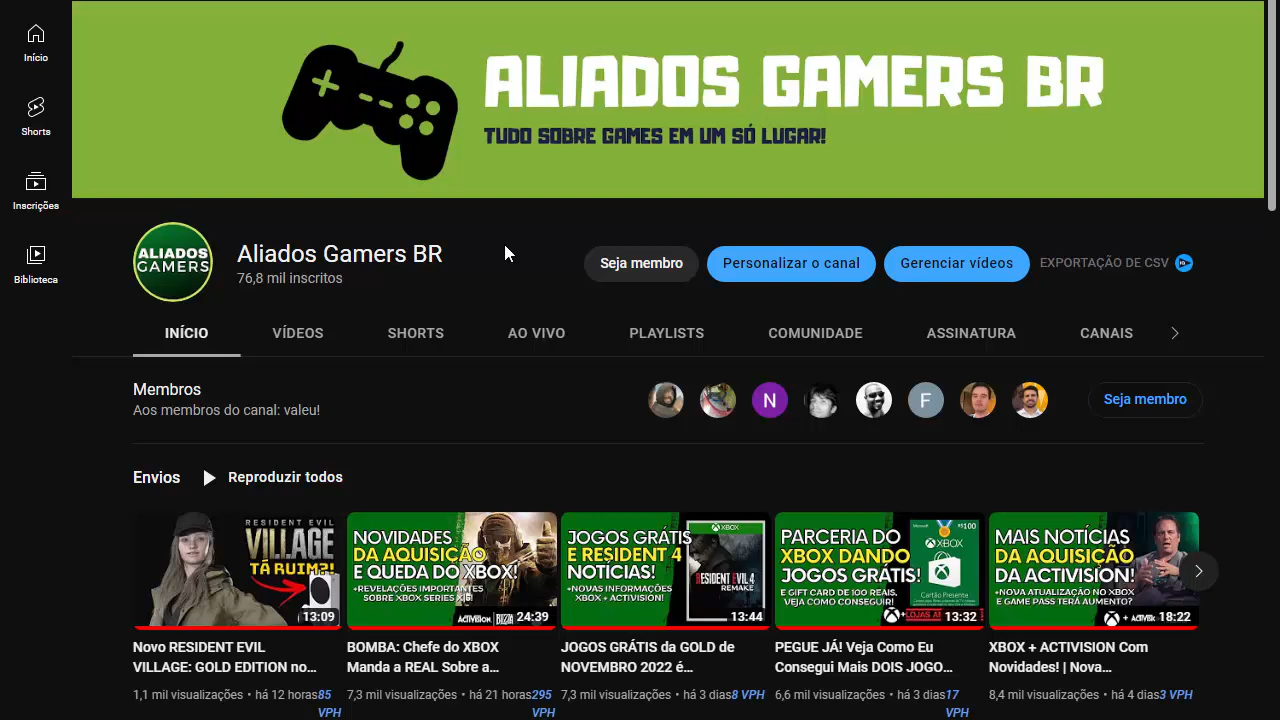 Início
Shorts
Inscrições
Biblioteca
ALIADOS GAMERS BR
TUDO SOBRE GAMES EM UM SÓ LUGAR!
ALIADOS
GAMERS
Aliados Gamers BR
76,8 mil inscritos
Seja membro
Personalizar o canal
Gerenciar vídeos
EXPORTAÇÃO DE CSV
INÍCIO
VÍDEOS
SHORTS
AO VIVO
PLAYLISTS
COMUNIDADE
ASSINATURA
CANAIS
Membros
Aos membros do canal: valeu!
N
F
Seja membro
Envios
Reproduzir todos
RESIDENT EVIL
VILLAGE
TÁ RUIM?!
13:09
Novo RESIDENT EVIL
VILLAGE: GOLD EDITION no...
1,1 mil visualizações • há 12 horas85
VPH
NOVIDADES
DA AQUISIÇÃO
E QUEDA DO XBOX!
+REVELAÇÕES IMPORTANTES
SOBRE XBOX SERIES X|S!
24:39
BOMBA: Chefe do XBOX
Manda a REAL Sobre a...
7,3 mil visualizações • há 21 horas295
VPH
JOGOS GRÁTIS
E RESIDENT 4
NOTÍCIAS!
+NOVAS INFORMAÇÕES
XBOX + ACTIVISION!
XBOX
RESIDENT EVIL 4
REMAKE
13:44
JOGOS GRÁTIS da GOLD de
NOVEMBRO 2022 é...
7,3 mil visualizações • há 3 dias8 VPH
PARCERIA DO
XBOX DANDO
JOGOS GRÁTIS!
E GIFT CARD DE 100 REAIS,
VEJA COMO CONSEGUIR!
Microsoft
R$100
XBOX
Cartão Presente
13:32
PEGUE JÁ! Veja Como Eu
Consegui Mais DOIS JOGO...
6,6 mil visualizações • há 3 dias17
VPH
MAIS NOTÍCIAS
DA AQUISIÇÃO
DA ACTIVISION!
+NOVA ATUALIZAÇÃO NO XBOX
E GAME PASS TERÁ AUMENTO?
18:22
XBOX + ACTIVISION Com
Novidades! | Nova...
8,4 mil visualizações • há 4 dias3 VPH